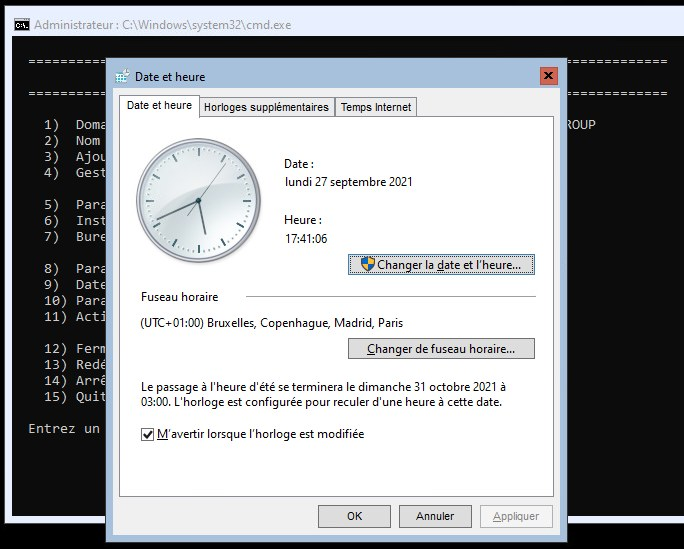 Administrateur : C:\Windows\system32\cmd.exe
Date et heure
Date et heure Horloges supplémentaires Temps Internet
Date :
lundi 27 septembre 2021
Heure :
17:41:06
Changer la date et l'heure...
Fuseau horaire
(UTC+01:00) Bruxelles, Copenhague, Madrid, Paris
Changer de fuseau horaire...
Le passage à l'heure d'été se terminera le dimanche 31 octobre 2021 à
03:00. L'horloge est configurée pour reculer d'une heure à cette date.
M'avertir lorsque l'horloge est modifiée
OK Annuler Appliquer
==========
==========
1) Doma
ROUP
2) Nom
3) Ajou
4) Gest
5) Para
6) Inst
7) Bure
8) Para
9) Date
10) Para
11) Acti
12) Ferm
13) Redé
14) Arrê
15) Quit
Entrez un